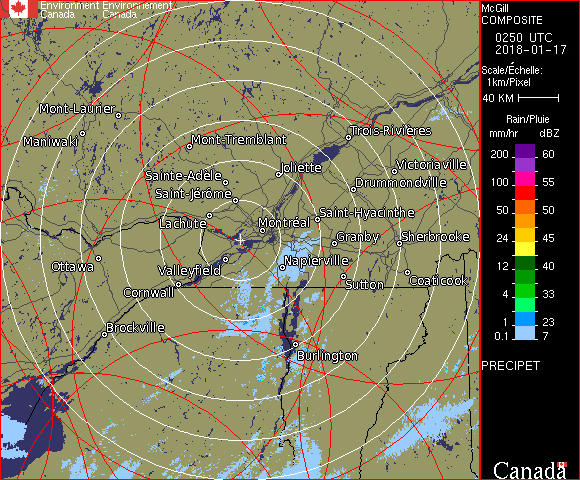 Environment Environnement
Canada Canada
McGill
COMPOSITE
0250 UTC
2018-01-17
Scale/Échelle:
1km/Pixel
40 KM
Rain/Pluie
mm/hr dBZ
200 60
100 55
50 50
24 45
12 40
4 33
1 23
0.1 7
PRECIPET
Canada
Mont-Laurier
Maniwaki
Mont-Tremblant
Trois-Rivières
Sainte-Adèle
Joliette
Victoriaville
Saint-Jérôme
Drummondville
Lachute
Montréal
Saint-Hyacinthe
Granby
Sherbrooke
Ottawa
Valleyfield
Napierville
Cornwall
Sutton
Coaticook
Brockville
Burlington